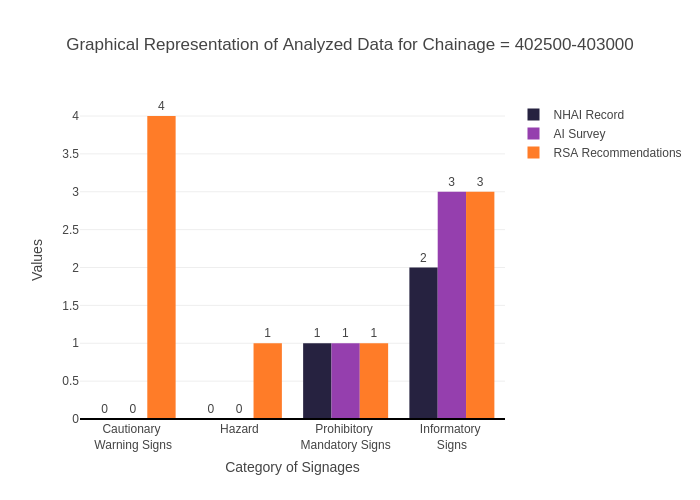 Graphical Representation of Analyzed Data for Chainage = 402500-403000
NHAI Record
AI Survey
RSA Recommendations
Values
4
3.5
3
2.5
2
1.5
1
0.5
0
0
0
4
0
0
1
1
1
1
2
3
3
Cautionary
Warning Signs
Hazard
Prohibitory
Mandatory Signs
Informatory
Signs
Category of Signages